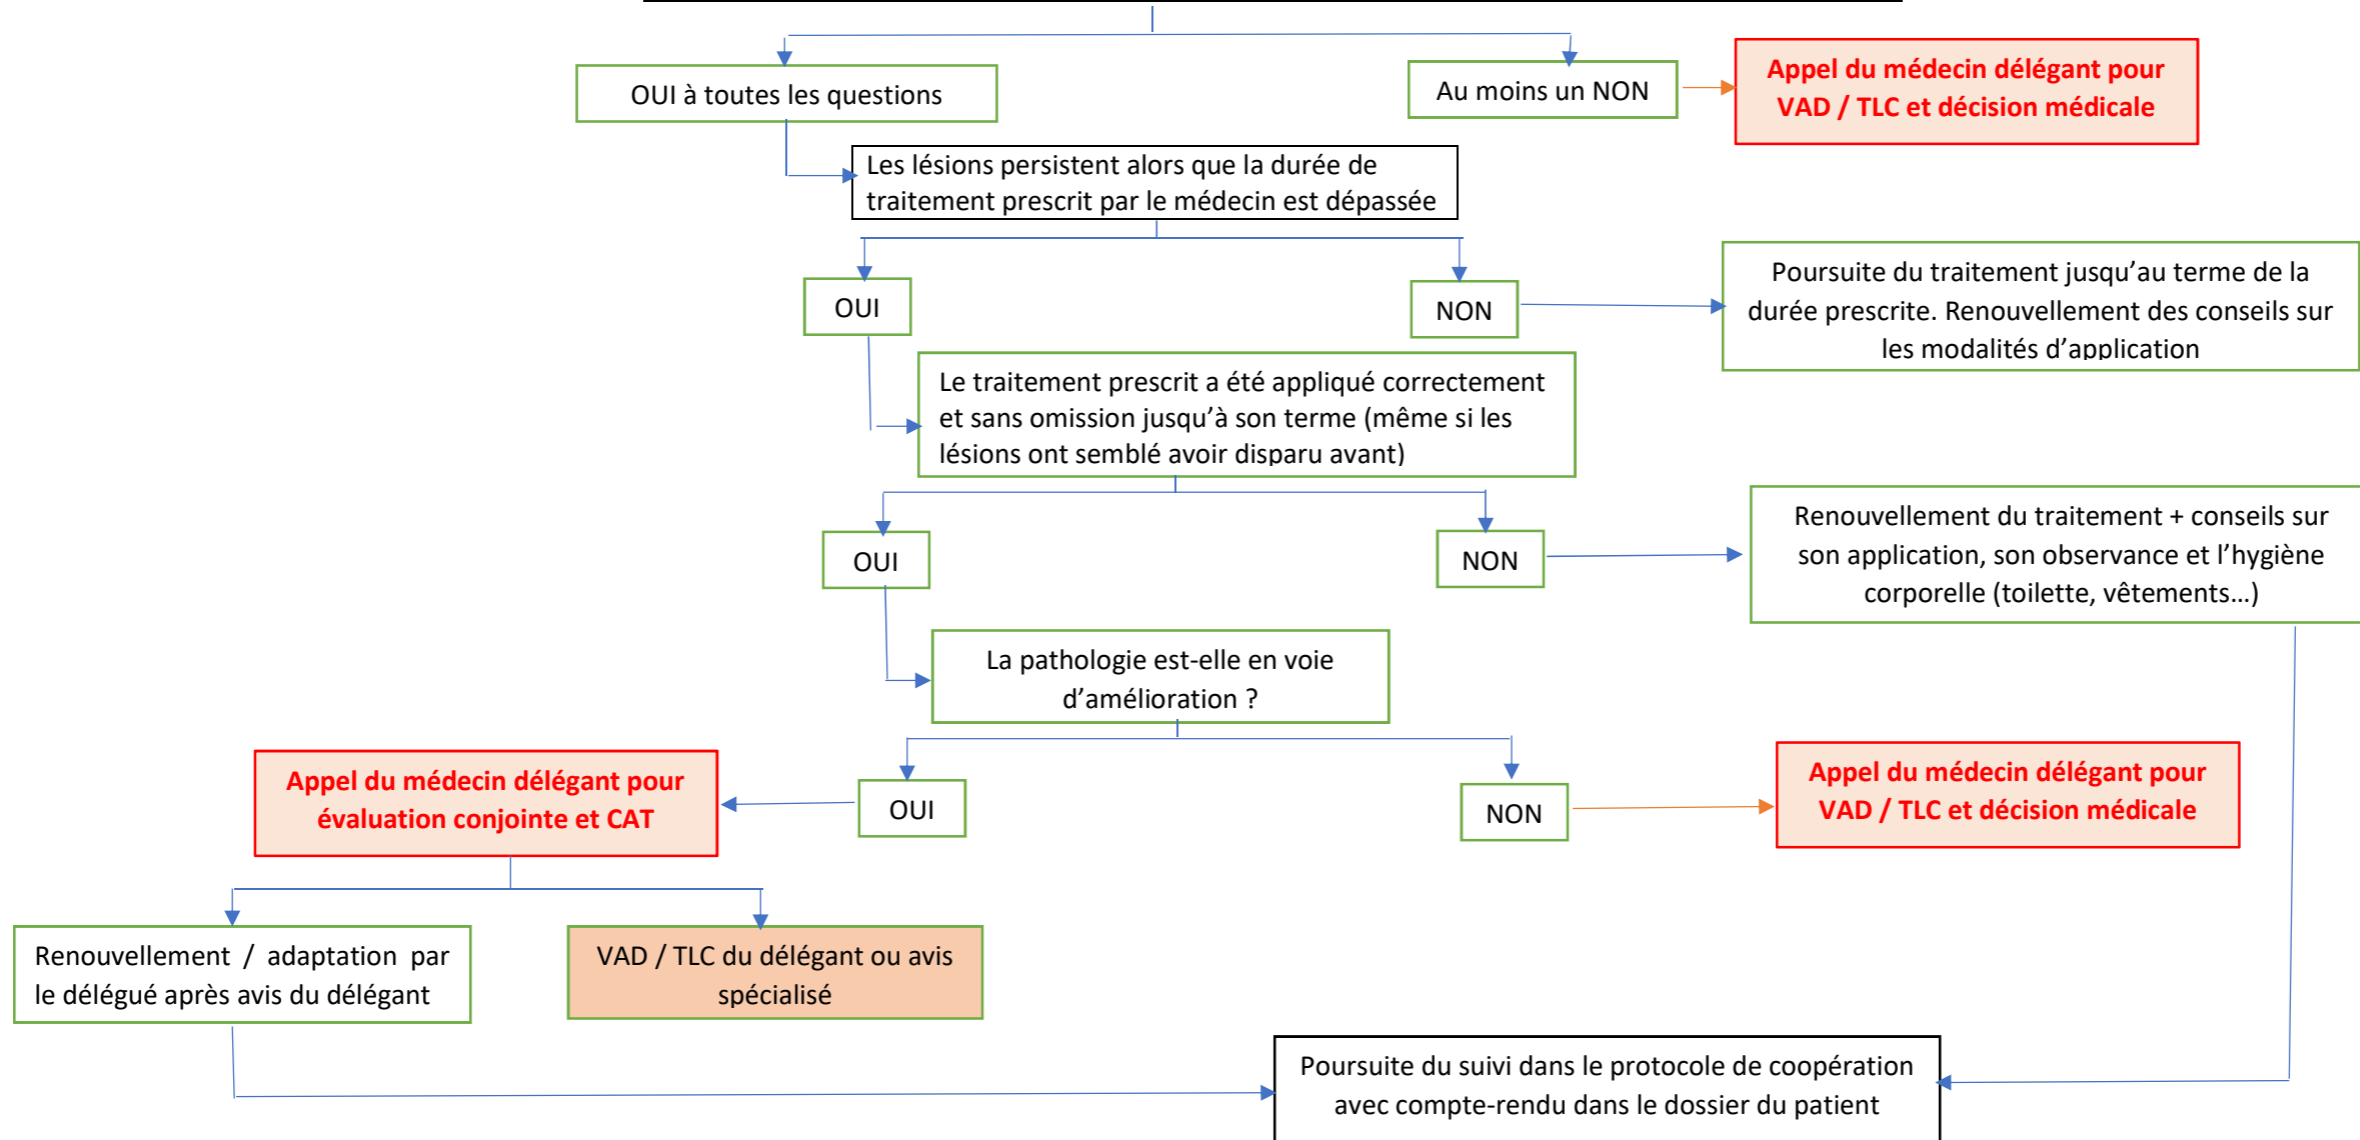 OUI à toutes les questions
Au moins un NON
Appel du médecin délégant pour
VAD / TLC et décision médicale
Les lésions persistent alors que la durée de
traitement prescrit par le médecin est dépassée
OUI
NON
Poursuite du traitement jusqu’au terme de la
durée prescrite. Renouvellement des conseils sur
les modalités d’application
Le traitement prescrit a été appliqué correctement
et sans omission jusqu’à son terme (même si les
lésions ont semblé avoir disparu avant)
OUI
NON
Renouvellement du traitement + conseils sur
son application, son observance et l’hygiène
corporelle (toilette, vêtements…)
La pathologie est-elle en voie
d’amélioration ?
Appel du médecin délégant pour
évaluation conjointe et CAT
OUI
NON
Appel du médecin délégant pour
VAD / TLC et décision médicale
Renouvellement / adaptation par
le délégué après avis du délégant
VAD / TLC du délégant ou avis
spécialisé
Poursuite du suivi dans le protocole de coopération
avec compte-rendu dans le dossier du patient